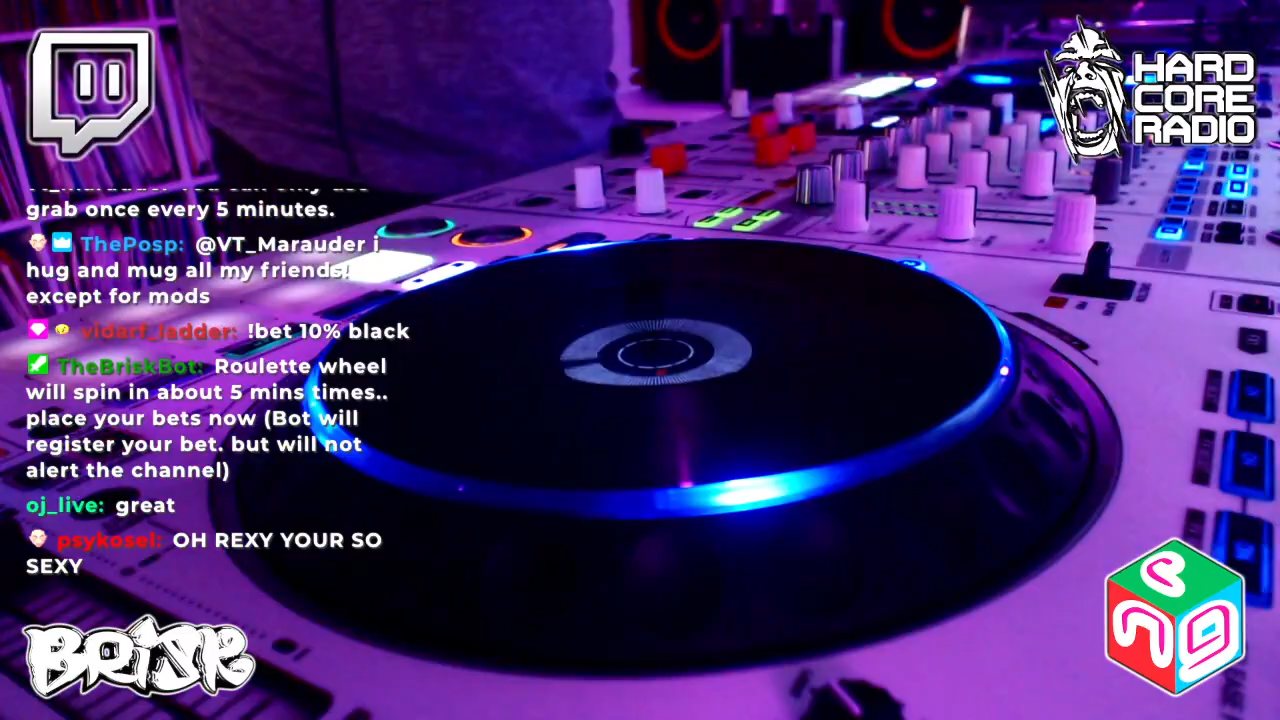 HARD
CORE
RADIO
grab once every 5 minutes.
ThePosp: @VT_Marauder i
hug and mug all my friends!
except for mods
vidarf_ladder: !bet 10% black
TheBriskBot: Roulette wheel
will spin in about 5 mins times..
place your bets now (Bot will
register your bet. but will not
alert the channel)
oj_live: great
psykosel: OH REXY YOUR SO
SEXY
BRISK